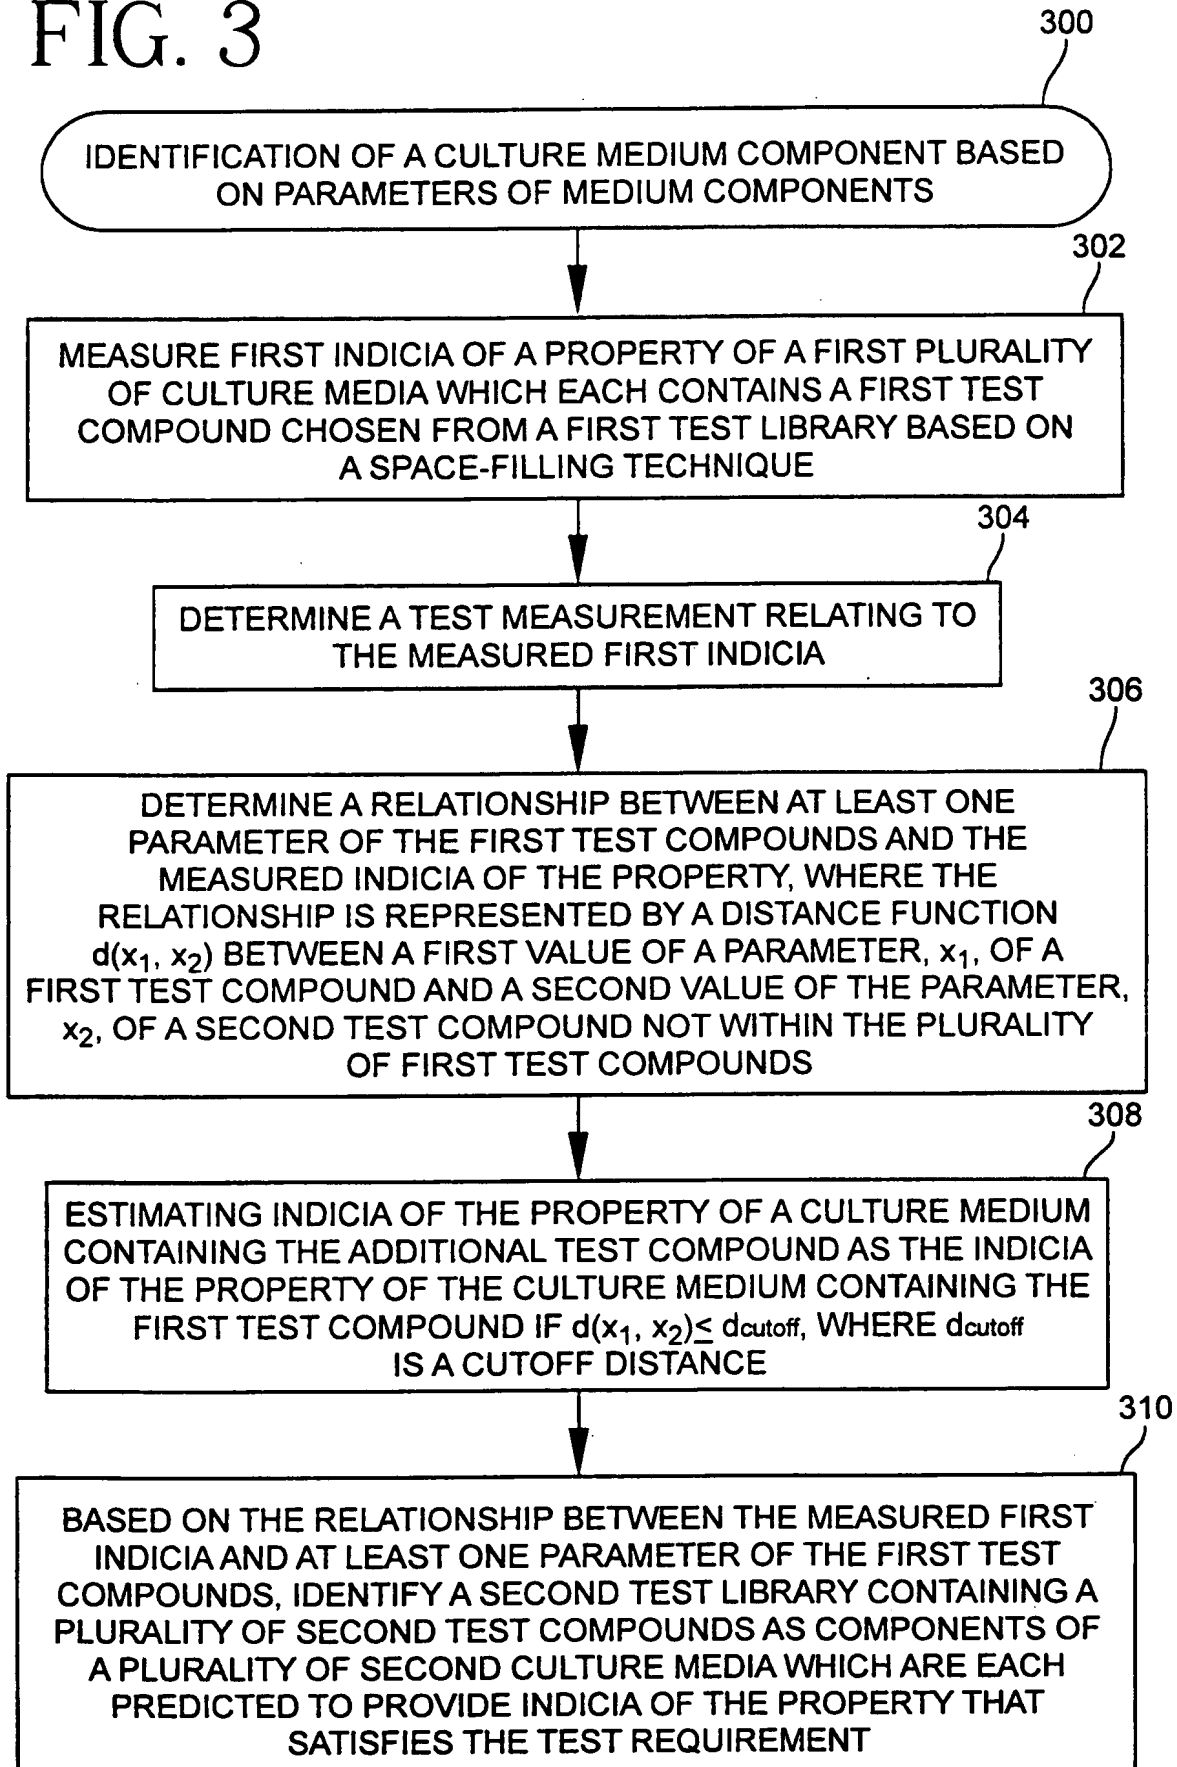 FIG. 3
300
IDENTIFICATION OF A CULTURE MEDIUM COMPONENT BASED
ON PARAMETERS OF MEDIUM COMPONENTS
302
MEASURE FIRST INDICIA OF A PROPERTY OF A FIRST PLURALITY
OF CULTURE MEDIA WHICH EACH CONTAINS A FIRST TEST
COMPOUND CHOSEN FROM A FIRST TEST LIBRARY BASED ON
A SPACE-FILLING TECHNIQUE
304
DETERMINE A TEST MEASUREMENT RELATING TO
THE MEASURED FIRST INDICIA
306
DETERMINE A RELATIONSHIP BETWEEN AT LEAST ONE
PARAMETER OF THE FIRST TEST COMPOUNDS AND THE
MEASURED INDICIA OF THE PROPERTY, WHERE THE
RELATIONSHIP IS REPRESENTED BY A DISTANCE FUNCTION
d(x₁, x₂) BETWEEN A FIRST VALUE OF A PARAMETER, x₁, OF A
FIRST TEST COMPOUND AND A SECOND VALUE OF THE PARAMETER,
x₂, OF A SECOND TEST COMPOUND NOT WITHIN THE PLURALITY
OF FIRST TEST COMPOUNDS
308
ESTIMATING INDICIA OF THE PROPERTY OF A CULTURE MEDIUM
CONTAINING THE ADDITIONAL TEST COMPOUND AS THE INDICIA
OF THE PROPERTY OF THE CULTURE MEDIUM CONTAINING THE
FIRST TEST COMPOUND IF d(x₁, x₂)≤ dcutoff, WHERE dcutoff
IS A CUTOFF DISTANCE
310
BASED ON THE RELATIONSHIP BETWEEN THE MEASURED FIRST
INDICIA AND AT LEAST ONE PARAMETER OF THE FIRST TEST
COMPOUNDS, IDENTIFY A SECOND TEST LIBRARY CONTAINING A
PLURALITY OF SECOND TEST COMPOUNDS AS COMPONENTS OF
A PLURALITY OF SECOND CULTURE MEDIA WHICH ARE EACH
PREDICTED TO PROVIDE INDICIA OF THE PROPERTY THAT
SATISFIES THE TEST REQUIREMENT